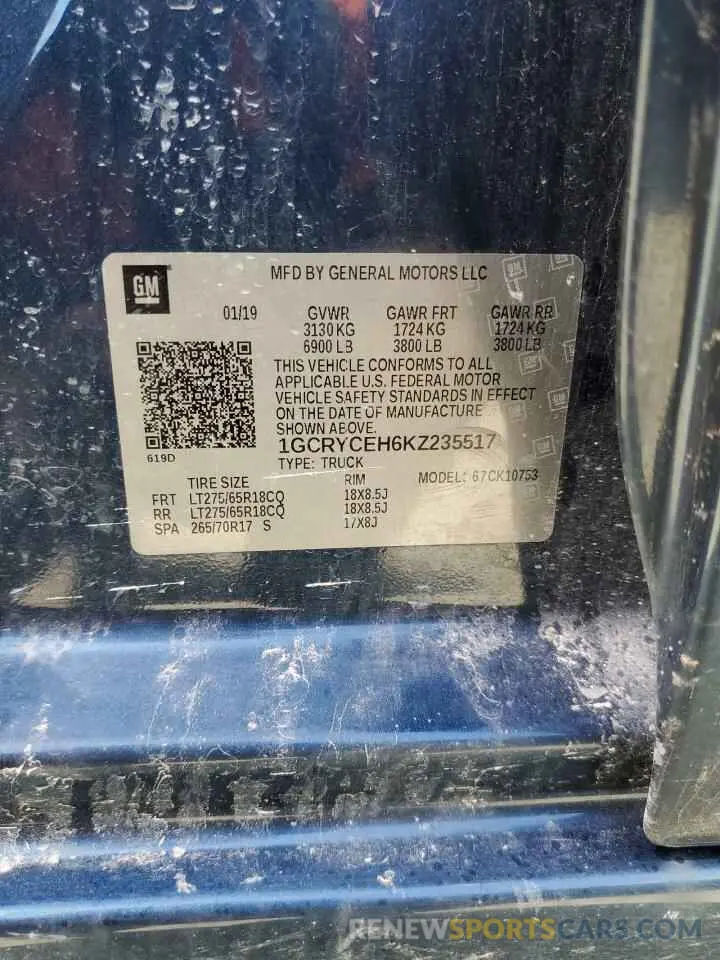 GM
MFD BY GENERAL MOTORS LLC
01/19 GVWR GAWR FRT GAWR RR
3130 KG 1724 KG 1724 KG
6900 LB 3800 LB 3800 LB
THIS VEHICLE CONFORMS TO ALL
APPLICABLE U.S. FEDERAL MOTOR
VEHICLE SAFETY STANDARDS IN EFFECT
ON THE DATE OF MANUFACTURE
SHOWN ABOVE.
619D
1GCRYCEH6KZ235517
TYPE: TRUCK MODEL: 67CK10753
TIRE SIZE RIM
FRT LT275/65R18CQ 18X8.5J
RR LT275/65R18CQ 18X8.5J
SPA 265/70R17 S 17X8J
RENEWSPORTSCARS.COM